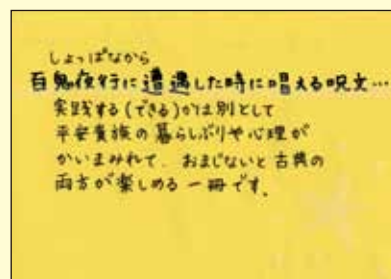 しょっぱなから
百鬼夜行に遭遇した時に唱える呪文…
実践する(できる)かは別として
平安貴族の暮らしぶりや心理が
かいまみれて、おまじないと古典の
両方が楽しめる一冊です。